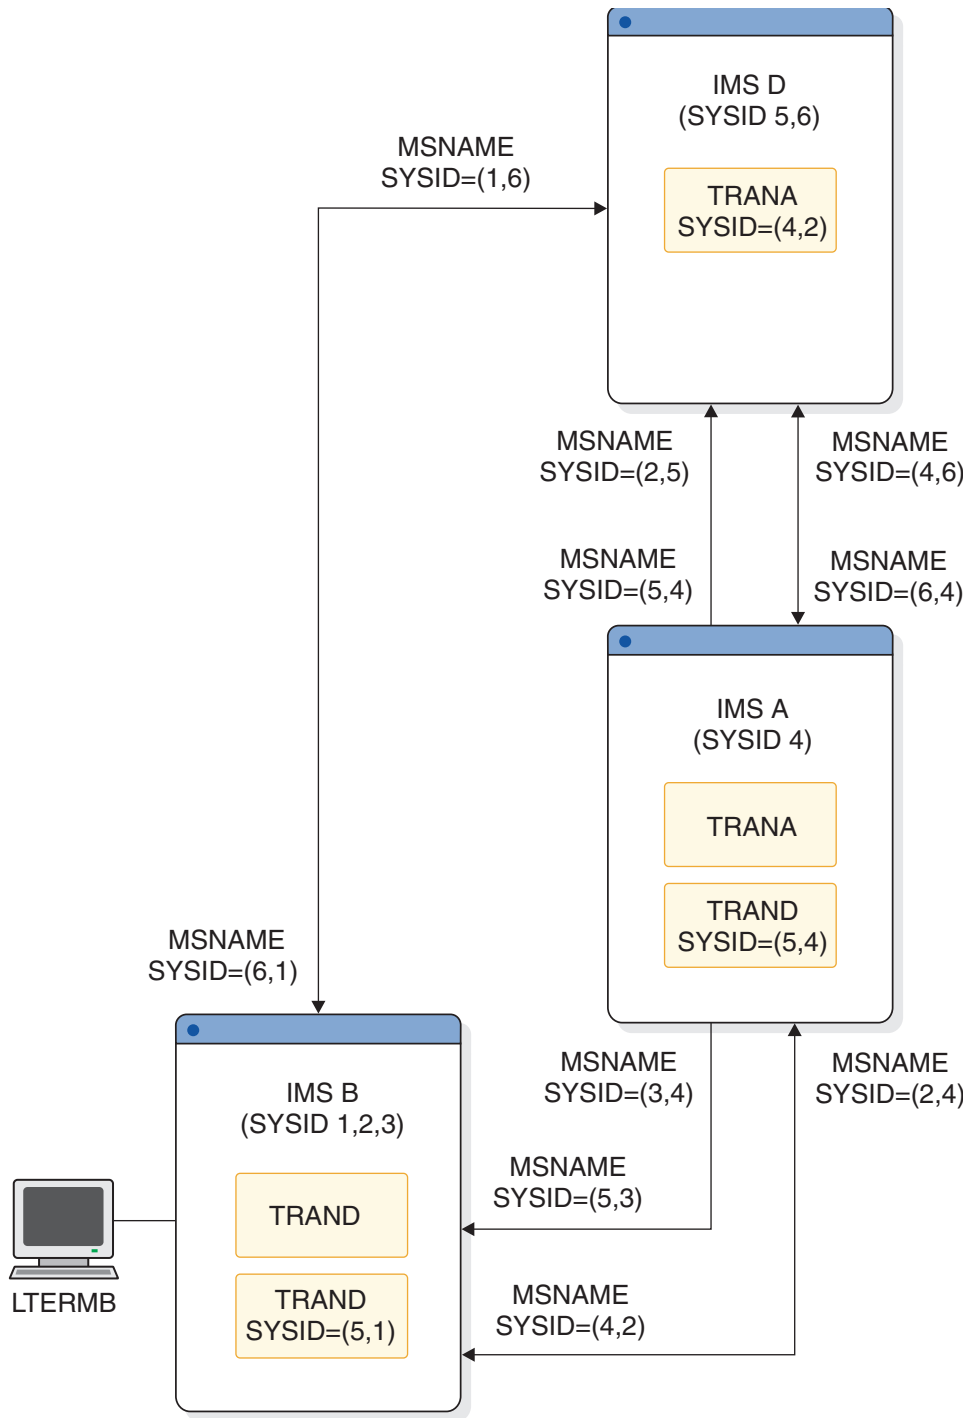 IMS D
(SYSID 5,6)
TRANA
SYSID=(4,2)
MSNAME
SYSID=(1,6)
MSNAME
SYSID=(2,5)
MSNAME
SYSID=(4,6)
MSNAME
SYSID=(5,4)
MSNAME
SYSID=(6,4)
IMS A
(SYSID 4)
TRANA
TRAND
SYSID=(5,4)
MSNAME
SYSID=(6,1)
MSNAME
SYSID=(3,4)
MSNAME
SYSID=(2,4)
IMS B
(SYSID 1,2,3)
MSNAME
SYSID=(5,3)
TRAND
TRAND
SYSID=(5,1)
MSNAME
SYSID=(4,2)
LTERMB